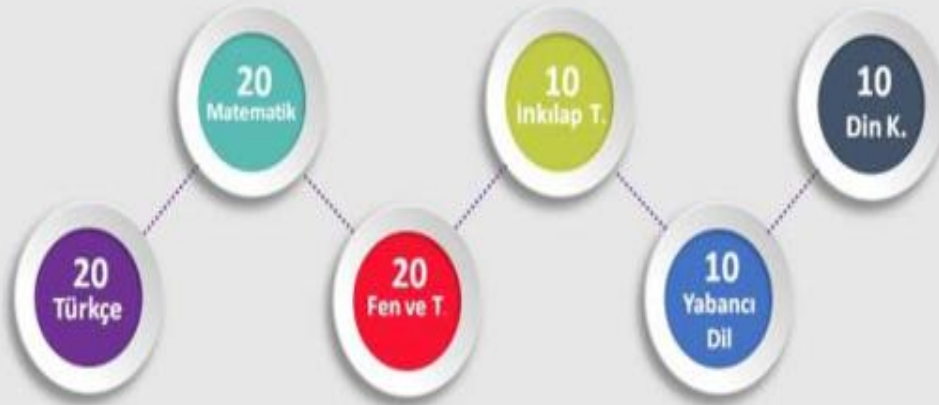 20
Türkçe
20
Matematik
20
Fen ve T.
10
İnkılap T.
10
Yabancı
Dil
10
Din K.